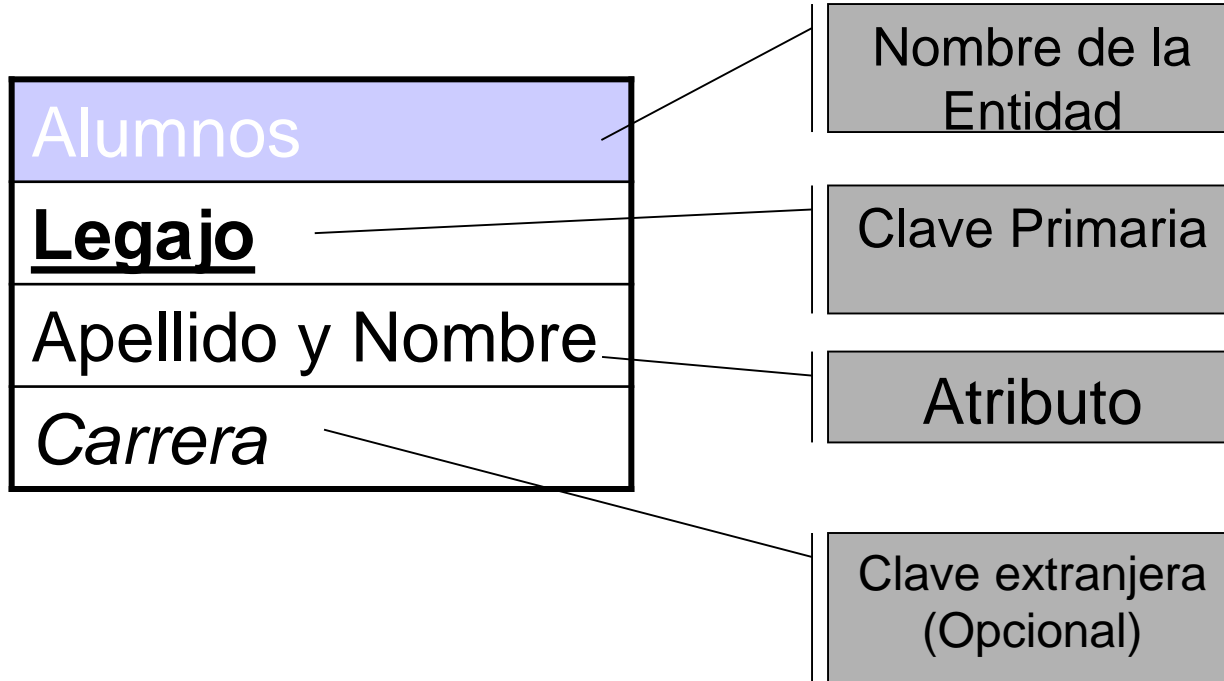 Alumnos
Legajo
Apellido y Nombre
Carrera
Nombre de la
Entidad
Clave Primaria
Atributo
Clave extranjera
(Opcional)